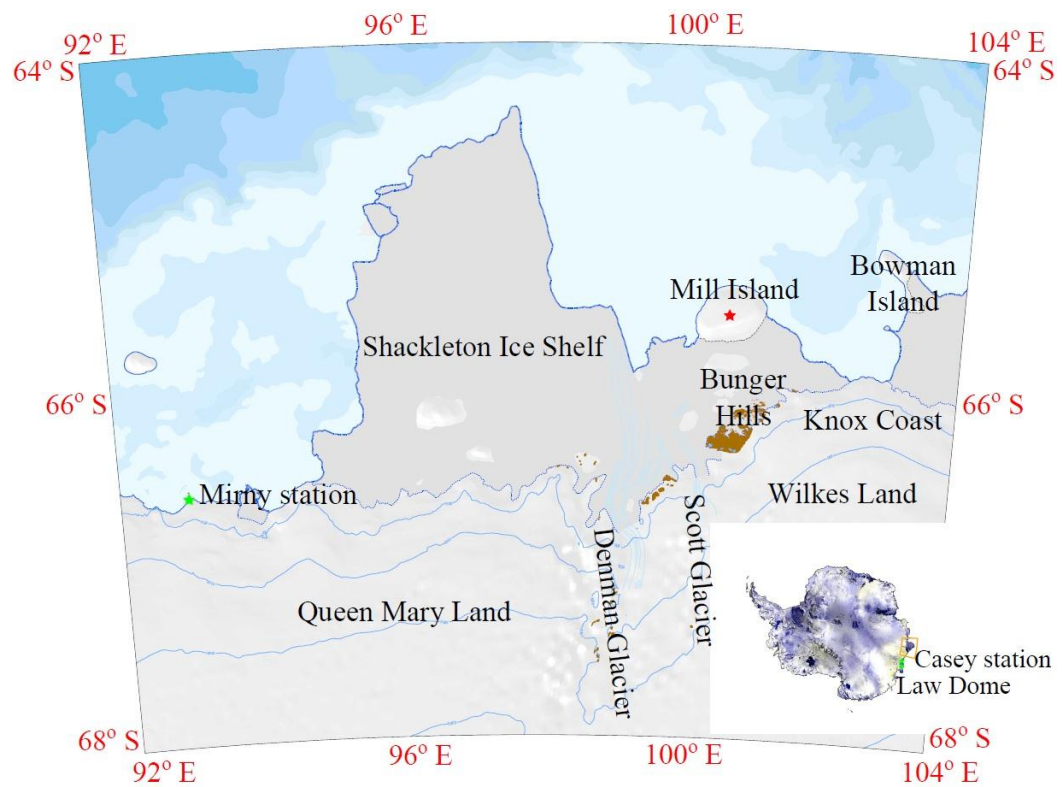 92° E
96° E
100° E
104° E
64° S
64° S
Bowman
Island
Mill Island
Shackleton Ice Shelf
Bunger
Hills
66° S
66° S
Knox Coast
Mirny station
Wilkes Land
Scott Glacier
Denman Glacier
Queen Mary Land
Casey station
Law Dome
68° S
68° S
92° E
96° E
100° E
104° E